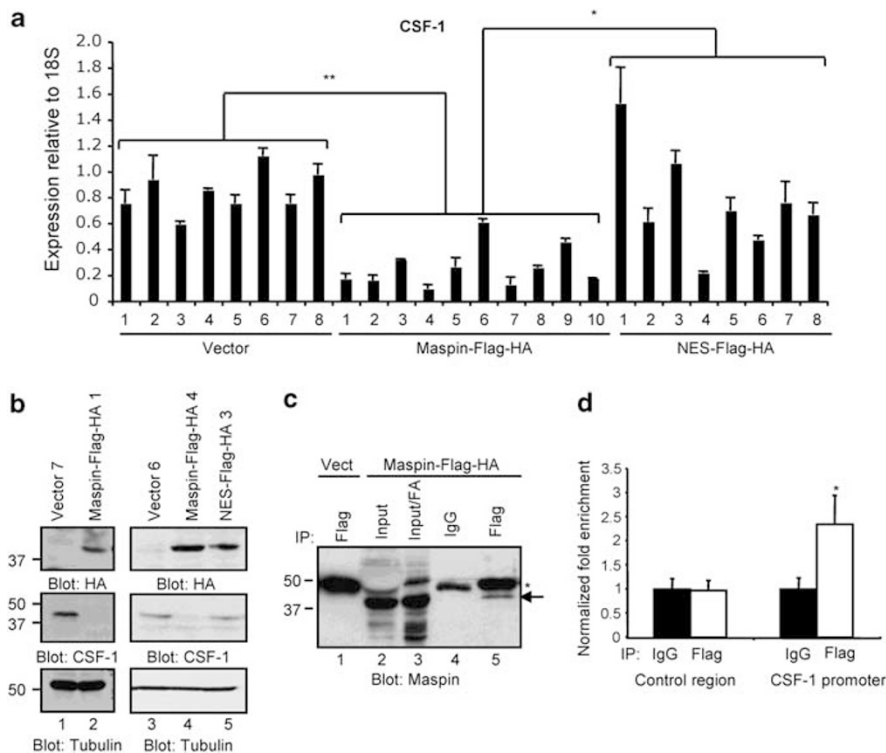 a
CSF-1
Expression relative to 18S
2.0
1.8
1.6
1.4
1.2
1.0
0.8
0.6
0.4
0.2
0
**
*
1 2 3 4 5 6 7 8 1 2 3 4 5 6 7 8 9 10 1 2 3 4 5 6 7 8
Vector Maspin-Flag-HA NES-Flag-HA
b
Vector 7
Maspin-Flag-HA 1
Vector 6
Maspin-Flag-HA 4
NES-Flag-HA 3
37
Blot: HA Blot: HA
50
37
Blot: CSF-1 Blot: CSF-1
50
1 2 3 4 5
Blot: Tubulin Blot: Tubulin
c
Vect Maspin-Flag-HA
IP: Flag Input Input/FA IgG Flag
50
37
*
1 2 3 4 5
Blot: Maspin
d
Normalized fold enrichment
3.5
3
2.5
2
1.5
1
0.5
0
*
IP: IgG Flag IgG Flag
Control region CSF-1 promoter